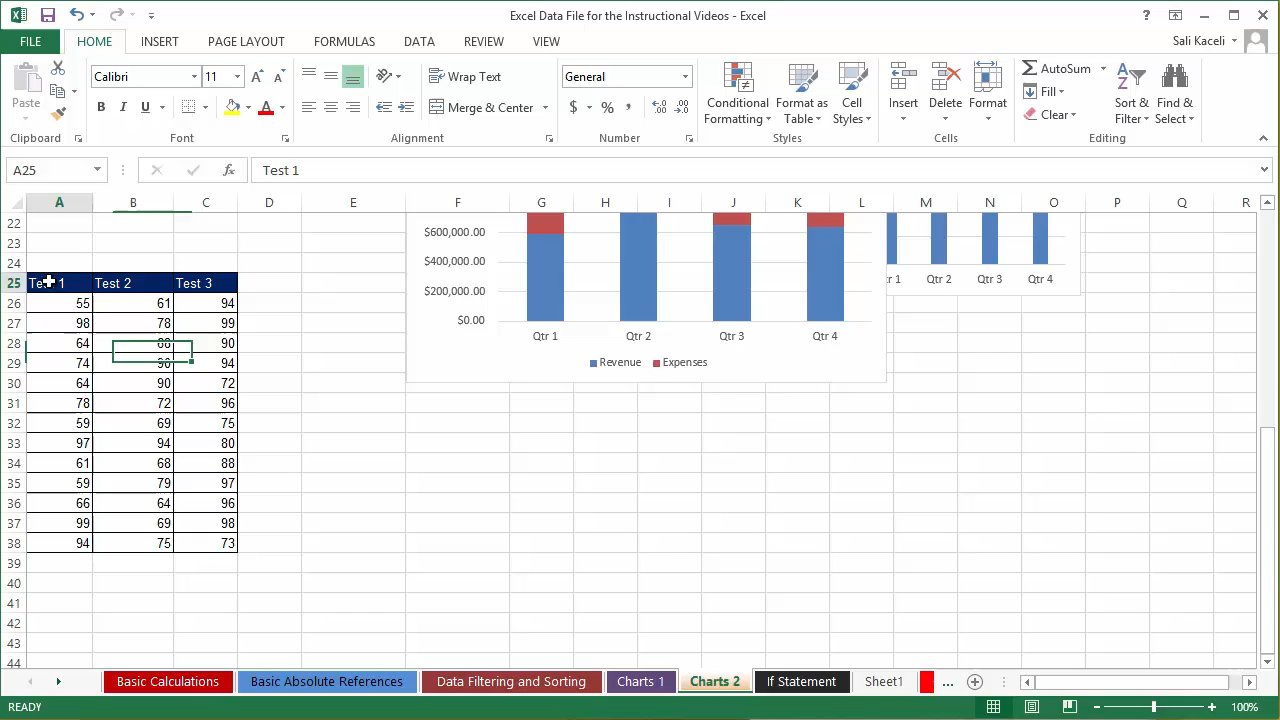 Excel Data File for the Instructional Videos - Excel
?
FILE HOME INSERT PAGE LAYOUT FORMULAS DATA REVIEW VIEW
Sali Kaceli
Paste
Calibri 11
Wrap Text
General
Conditional Formatting
Format as Table
Cell Styles
Insert Delete Format
AutoSum
Fill
Clear
Sort & Filter
Find & Select
B I U A
Merge & Center
$ % ,
Clipboard Font Alignment Number Styles Cells Editing
A25 fx Test 1
A B C D E F G H I J K L M N O P Q R
22
23
24
25 Test 1 Test 2 Test 3
26 55 61 94
27 98 78 99
28 64 88 90
29 74 90 94
30 64 90 72
31 78 72 96
32 59 69 75
33 97 94 80
34 61 68 88
35 59 79 97
36 66 64 96
37 99 69 98
38 94 75 73
39
40
41
42
43
44
$600,000.00
$400,000.00
$200,000.00
$0.00
Qtr 1 Qtr 2 Qtr 3 Qtr 4
Revenue Expenses
r 1 Qtr 2 Qtr 3 Qtr 4
Basic Calculations Basic Absolute References Data Filtering and Sorting Charts 1 Charts 2 If Statement Sheet1 ...
READY
100%